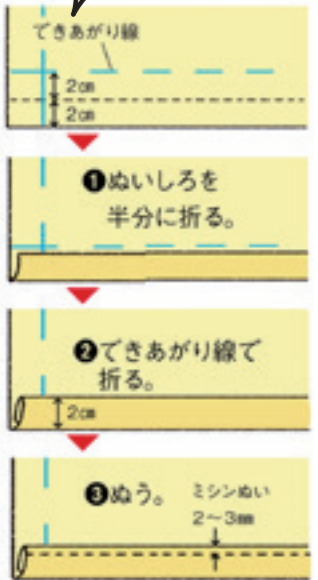 できあがり線
2cm
2cm
❶ぬいしろを
半分に折る。
❷できあがり線で
折る。
2cm
❸ぬう。
ミシンぬい
2〜3mm